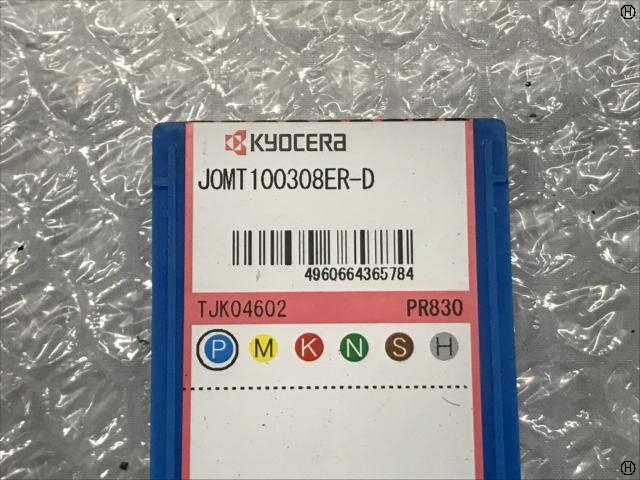 H
KYOCERA
JOMT100308ER-D
4960664365784
TJK04602 PR830
P M K N S H
H